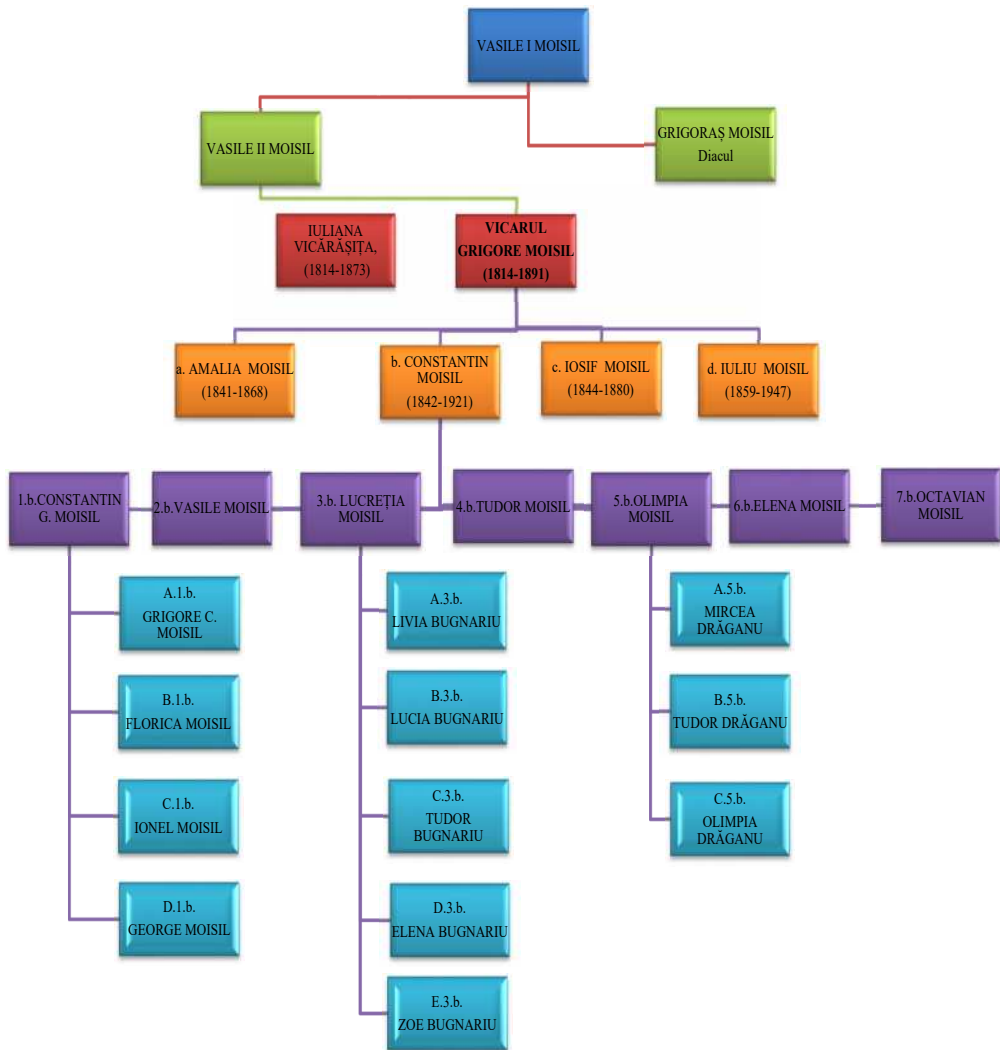 VASILE I MOISIL
VASILE II MOISIL
GRIGORAȘ MOISIL
Diacul
IULIANA
VICĂRĂȘIȚA,
(1814-1873)
VICARUL
GRIGORE MOISIL
(1814-1891)
a. AMALIA MOISIL
(1841-1868)
b. CONSTANTIN
MOISIL
(1842-1921)
c. IOSIF MOISIL
(1844-1880)
d. IULIU MOISIL
(1859-1947)
1.b.CONSTANTIN
G. MOISIL
2.b.VASILE MOISIL
3.b. LUCREȚIA
MOISIL
4.b.TUDOR MOISIL
5.b.OLIMPIA
MOISIL
6.b.ELENA MOISIL
7.b.OCTAVIAN
MOISIL
A.1.b.
GRIGORE C.
MOISIL
B.1.b.
FLORICA MOISIL
C.1.b.
IONEL MOISIL
D.1.b.
GEORGE MOISIL
A.3.b.
LIVIA BUGNARIU
B.3.b.
LUCIA BUGNARIU
C.3.b.
TUDOR
BUGNARIU
D.3.b.
ELENA BUGNARIU
E.3.b.
ZOE BUGNARIU
A.5.b.
MIRCEA
DRĂGANU
B.5.b.
TUDOR DRĂGANU
C.5.b.
OLIMPIA
DRĂGANU